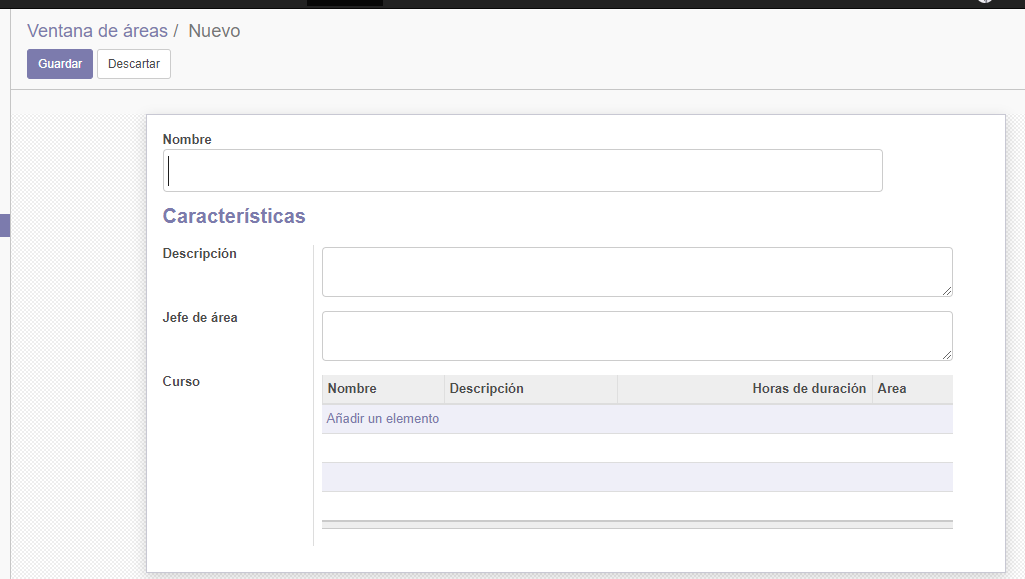 Ventana de áreas / Nuevo
Guardar Descartar
Nombre
Características
Descripción
Jefe de área
Curso
Nombre Descripción Horas de duración Area
Añadir un elemento